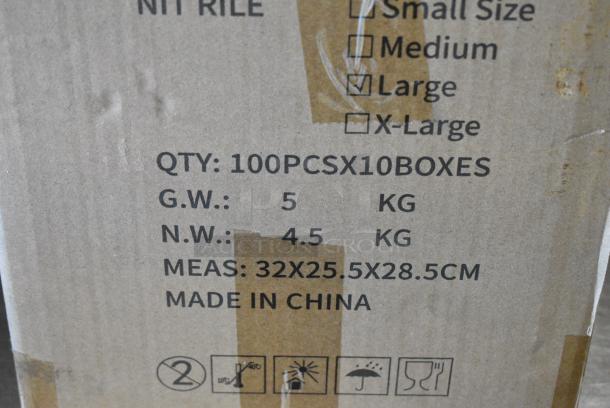 NIT RILE
Small Size
Medium
Large
X-Large
QTY: 100PCSX10BOXES
G.W.: 5 KG
N.W.: 4.5 KG
MEAS: 32X25.5X28.5CM
MADE IN CHINA
2